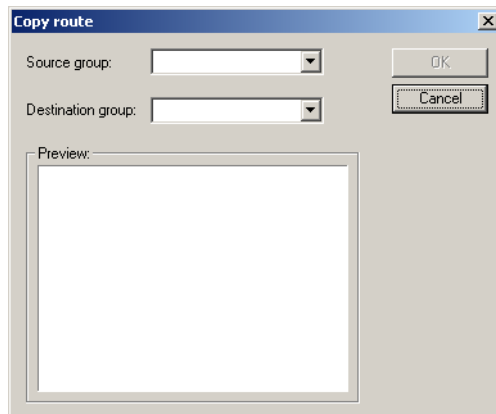 Copy route
Source group:
OK
Destination group:
Cancel
Preview: